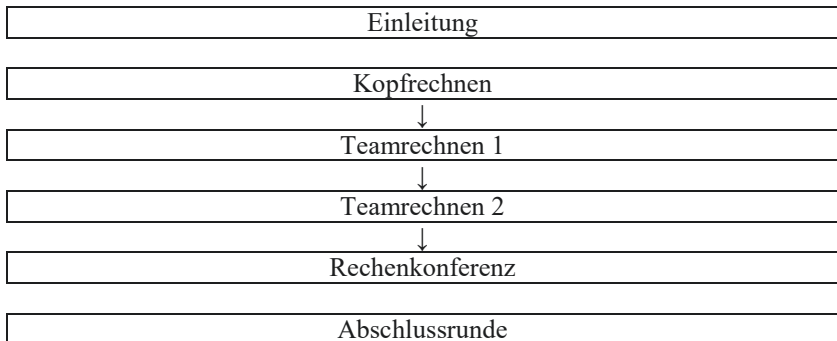 Einleitung
Kopfrechnen
↓
Teamrechnen 1
↓
Teamrechnen 2
↓
Rechenkonferenz
Abschlussrunde